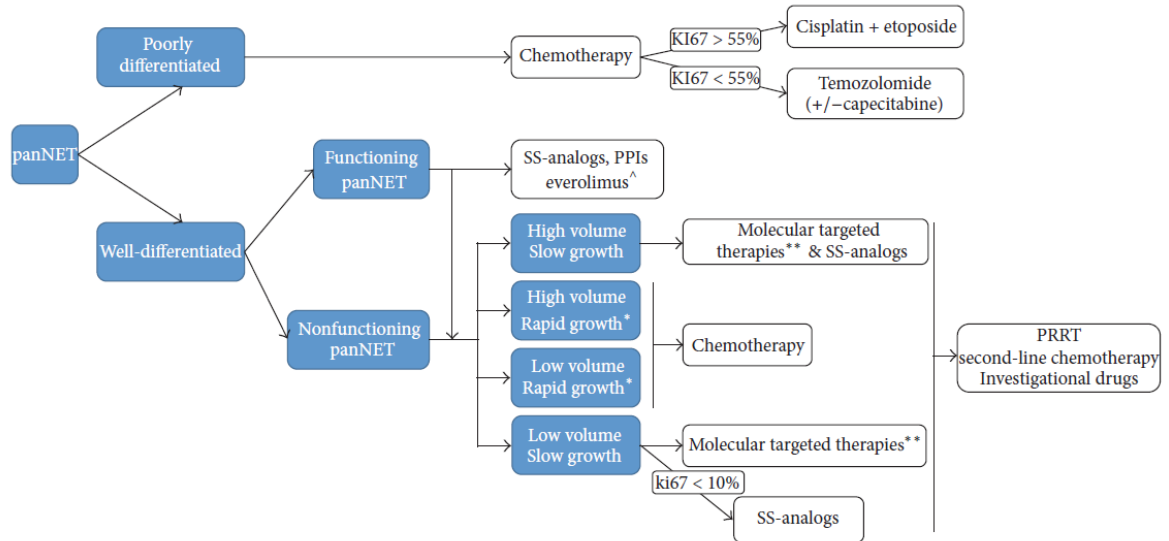 Poorly
differentiated
Chemotherapy
KI67 > 55%
Cisplatin + etoposide
KI67 < 55%
Temozolomide
(+/−capecitabine)
panNET
Well-differentiated
Functioning
panNET
SS-analogs, PPIs
everolimus^
Nonfunctioning
panNET
High volume
Slow growth
Molecular targeted
therapies** & SS-analogs
High volume
Rapid growth*
Low volume
Rapid growth*
Chemotherapy
Low volume
Slow growth
Molecular targeted therapies**
ki67 < 10%
SS-analogs
PRRT
second-line chemotherapy
Investigational drugs